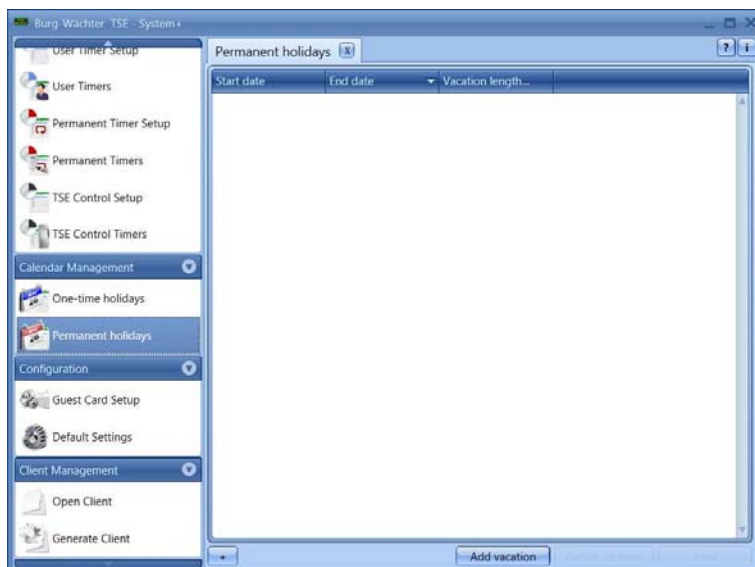 Burg-Wächter TSE - System+
User Timer Setup
User Timers
Permanent Timer Setup
Permanent Timers
TSE Control Setup
TSE Control Timers
Calendar Management
One-time holidays
Permanent holidays
Configuration
Guest Card Setup
Default Settings
Client Management
Open Client
Generate Client
Permanent holidays x
? i
Start date End date Vacation length...
+ Add vacation